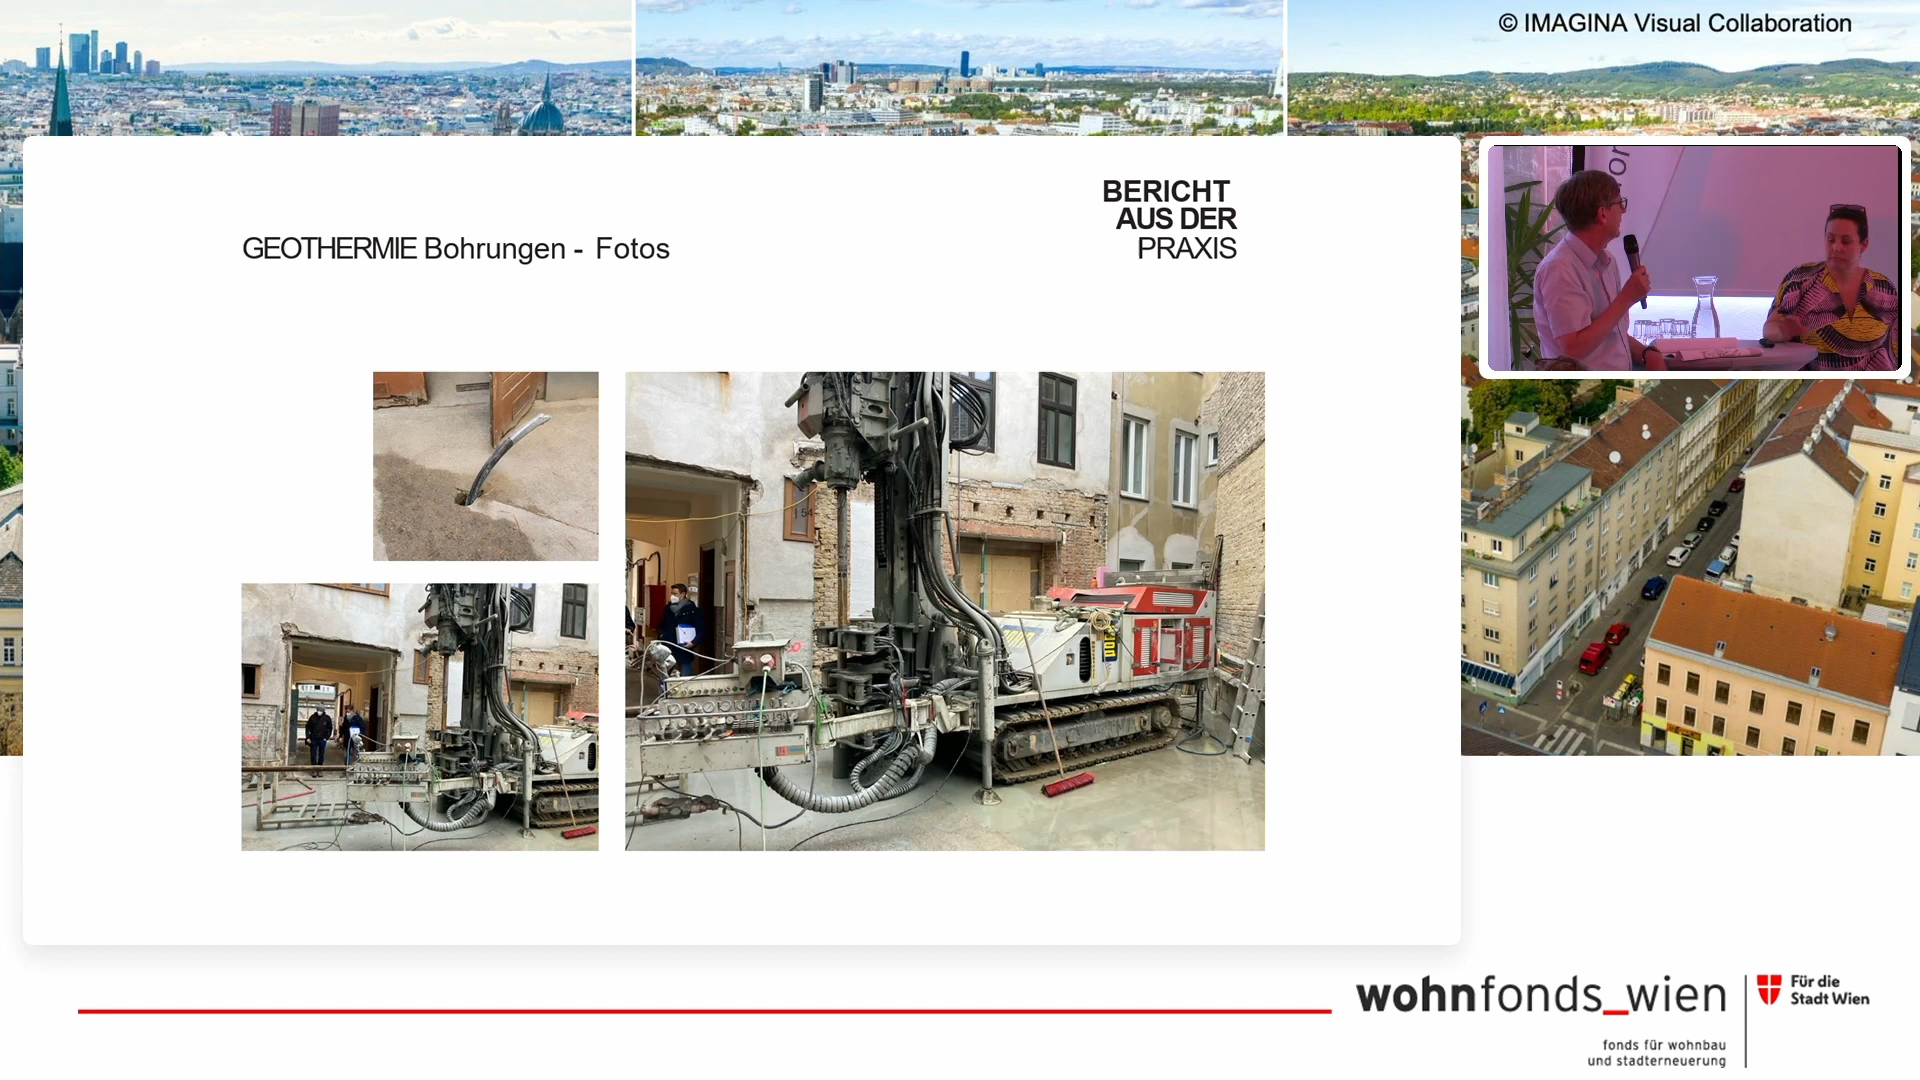 © IMAGINA Visual Collaboration
BERICHT
AUS DER
PRAXIS
GEOTHERMIE Bohrungen - Fotos
54
wohnfonds_wien
Für die
Stadt Wien
fonds für wohnbau
und stadterneuerung